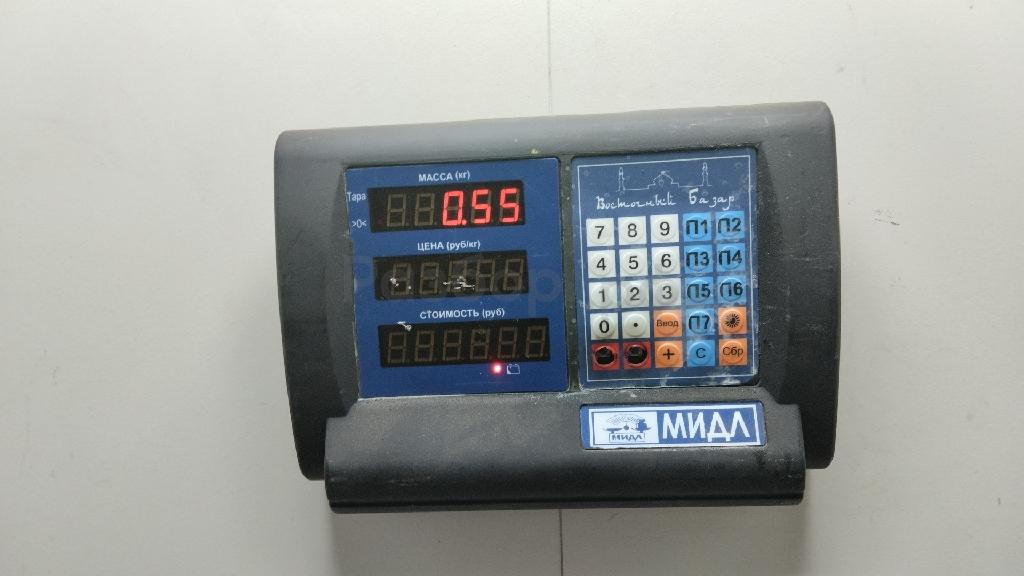 МАССА (кг)
Тара
0.55
>0<
ЦЕНА (руб/кг)
СТОИМОСТЬ (руб)
Восточный Базар
7 8 9 П1 П2
4 5 6 П3 П4
1 2 3 П5 П6
0 . Ввод П7
+ С Сбр
МИДЛ
МИДЛ